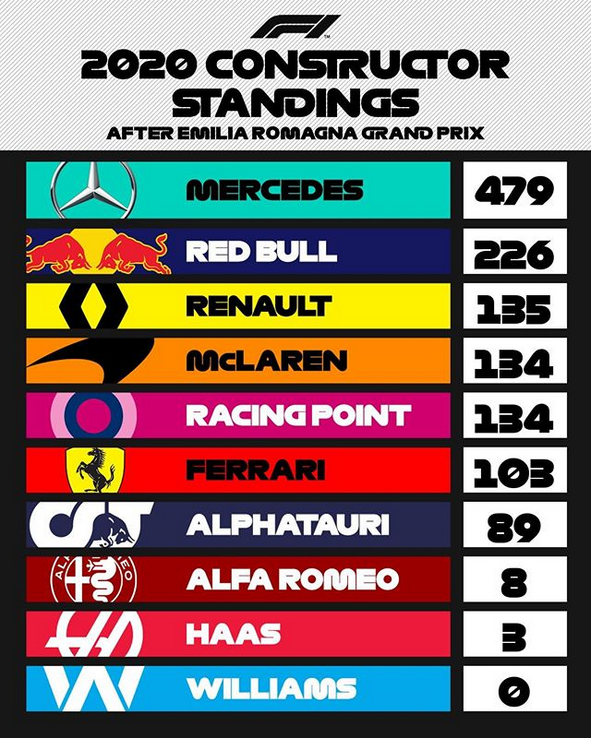 F1
2020 CONSTRUCTOR
STANDINGS
AFTER EMILIA ROMAGNA GRAND PRIX
MERCEDES 479
RED BULL 226
RENAULT 135
McLAREN 134
RACING POINT 134
FERRARI 103
ALPHATAURI 89
ALFA ROMEO 8
HAAS 3
WILLIAMS 0